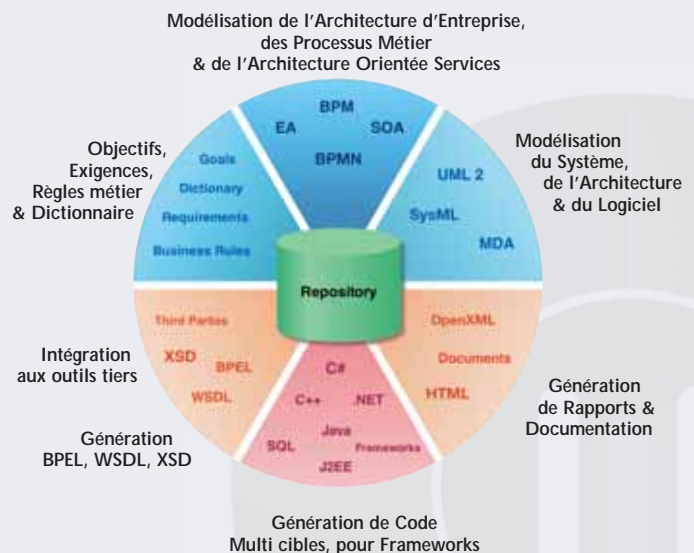 Modélisation de l'Architecture d'Entreprise,
des Processus Métier
& de l'Architecture Orientée Services
BPM
EA
SOA
BPMN
Objectifs,
Exigences,
Règles métier
& Dictionnaire
Goals
Dictionary
Requirements
Business Rules
Modélisation
du Système,
de l'Architecture
& du Logiciel
UML 2
SysML
MDA
Repository
Third Parties
XSD
BPEL
WSDL
Intégration
aux outils tiers
Génération
BPEL, WSDL, XSD
C#
C++
.NET
Java
SQL
Frameworks
J2EE
OpenXML
Documents
HTML
Génération
de Rapports &
Documentation
Génération de Code
Multi cibles, pour Frameworks